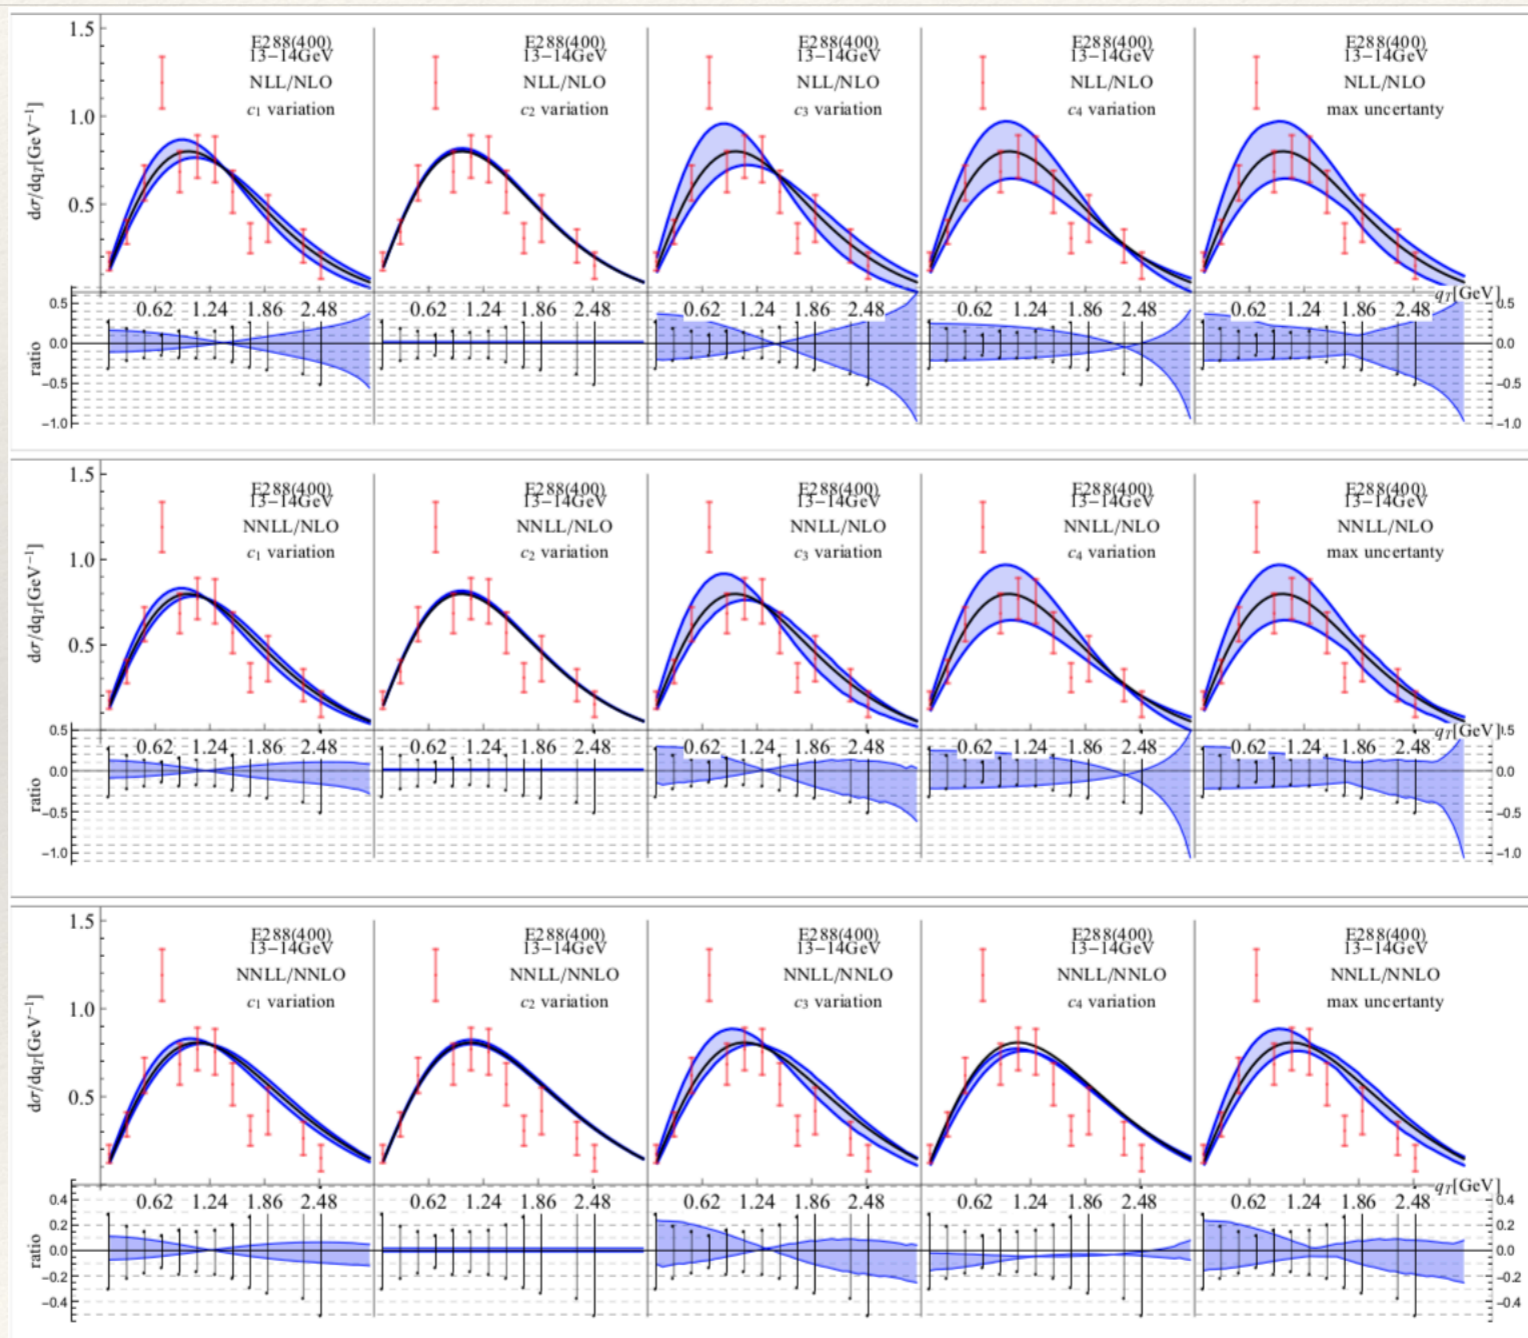 1.5
1.0
0.5
dσ/dq_T[GeV⁻¹]
E288(400)
13−14GeV
NLL/NLO
c₁ variation
E288(400)
13−14GeV
NLL/NLO
c₂ variation
E288(400)
13−14GeV
NLL/NLO
c₃ variation
E288(400)
13−14GeV
NLL/NLO
c₄ variation
E288(400)
13−14GeV
NLL/NLO
max uncertanty
q_T[GeV]
0.62 1.24 1.86 2.48
0.62 1.24 1.86 2.48
0.62 1.24 1.86 2.48
0.62 1.24 1.86 2.48
0.62 1.24 1.86 2.48
ratio
0.5
0.0
−0.5
−1.0
0.5
0.0
−0.5
−1.0
1.5
1.0
0.5
dσ/dq_T[GeV⁻¹]
E288(400)
13−14GeV
NNLL/NLO
c₁ variation
E288(400)
13−14GeV
NNLL/NLO
c₂ variation
E288(400)
13−14GeV
NNLL/NLO
c₃ variation
E288(400)
13−14GeV
NNLL/NLO
c₄ variation
E288(400)
13−14GeV
NNLL/NLO
max uncertanty
q_T[GeV]
0.62 1.24 1.86 2.48
0.62 1.24 1.86 2.48
0.62 1.24 1.86 2.48
0.62 1.24 1.86 2.48
0.62 1.24 1.86 2.48
ratio
0.5
0.0
−0.5
−1.0
0.0
−0.5
−1.0
1.5
1.0
0.5
dσ/dq_T[GeV⁻¹]
E288(400)
13−14GeV
NNLL/NNLO
c₁ variation
E288(400)
13−14GeV
NNLL/NNLO
c₂ variation
E288(400)
13−14GeV
NNLL/NNLO
c₃ variation
E288(400)
13−14GeV
NNLL/NNLO
c₄ variation
E288(400)
13−14GeV
NNLL/NNLO
max uncertanty
q_T[GeV]
0.62 1.24 1.86 2.48
0.62 1.24 1.86 2.48
0.62 1.24 1.86 2.48
0.62 1.24 1.86 2.48
0.62 1.24 1.86 2.48
ratio
0.4
0.2
0.0
−0.2
−0.4
0.4
0.2
0.0
−0.2
−0.4